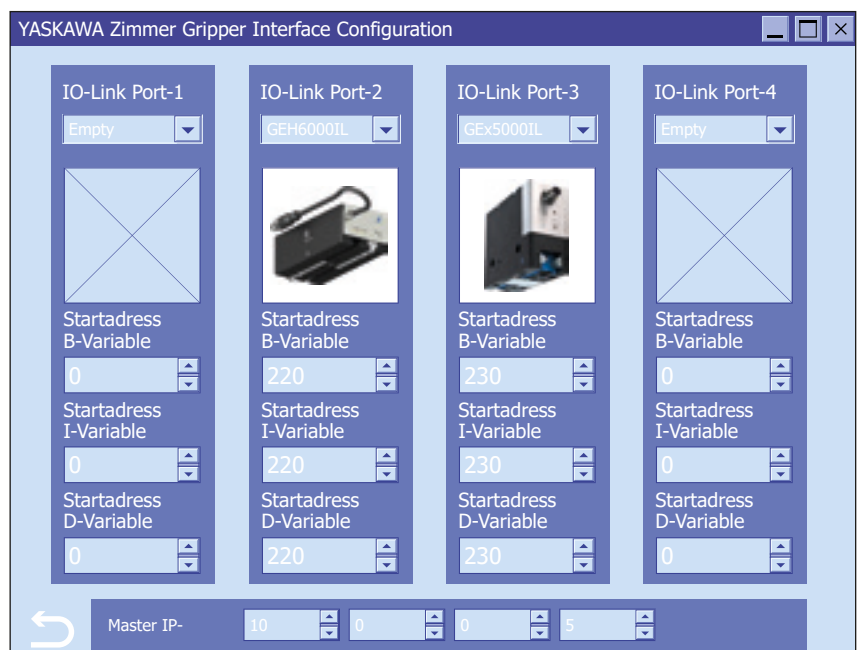 YASKAWA Zimmer Gripper Interface Configuration
IO-Link Port-1
Empty
Startadress
B-Variable
0
Startadress
I-Variable
0
Startadress
D-Variable
0
IO-Link Port-2
GEH6000IL
Startadress
B-Variable
220
Startadress
I-Variable
220
Startadress
D-Variable
220
IO-Link Port-3
GEx5000IL
Startadress
B-Variable
230
Startadress
I-Variable
230
Startadress
D-Variable
230
IO-Link Port-4
Empty
Startadress
B-Variable
0
Startadress
I-Variable
0
Startadress
D-Variable
0
Master IP- 10 0 0 5